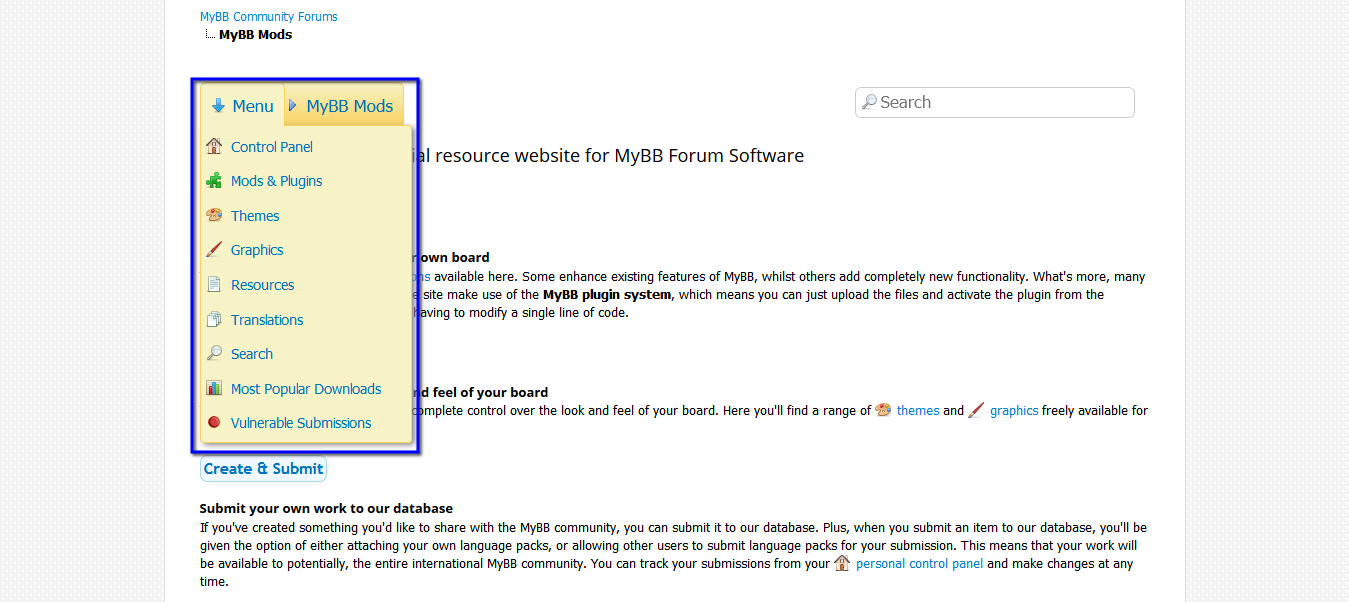 MyBB Community Forums
MyBB Mods
Menu MyBB Mods
Search
Control Panel
resource website for MyBB Forum Software
Mods & Plugins
Themes
Graphics
own board
available here. Some enhance existing features of MyBB, whilst others add completely new functionality. What's more, many
Resources
site make use of the MyBB plugin system, which means you can just upload the files and activate the plugin from the
having to modify a single line of code.
Translations
Search
Most Popular Downloads
feel of your board
complete control over the look and feel of your board. Here you'll find a range of themes and graphics freely available for
Vulnerable Submissions
Create & Submit
Submit your own work to our database
If you've created something you'd like to share with the MyBB community, you can submit it to our database. Plus, when you submit an item to our database, you'll be
given the option of either attaching your own language packs, or allowing other users to submit language packs for your submission. This means that your work will
be available to potentially, the entire international MyBB community. You can track your submissions from your personal control panel and make changes at any
time.